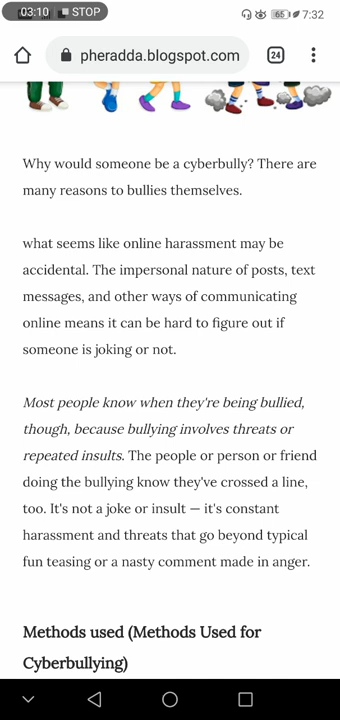 03:10 STOP
65 7:32
pheradda.blogspot.com
24
Why would someone be a cyberbully? There are
many reasons to bullies themselves.
what seems like online harassment may be
accidental. The impersonal nature of posts, text
messages, and other ways of communicating
online means it can be hard to figure out if
someone is joking or not.
Most people know when they're being bullied,
though, because bullying involves threats or
repeated insults. The people or person or friend
doing the bullying know they've crossed a line,
too. It's not a joke or insult — it's constant
harassment and threats that go beyond typical
fun teasing or a nasty comment made in anger.
Methods used (Methods Used for
Cyberbullying)